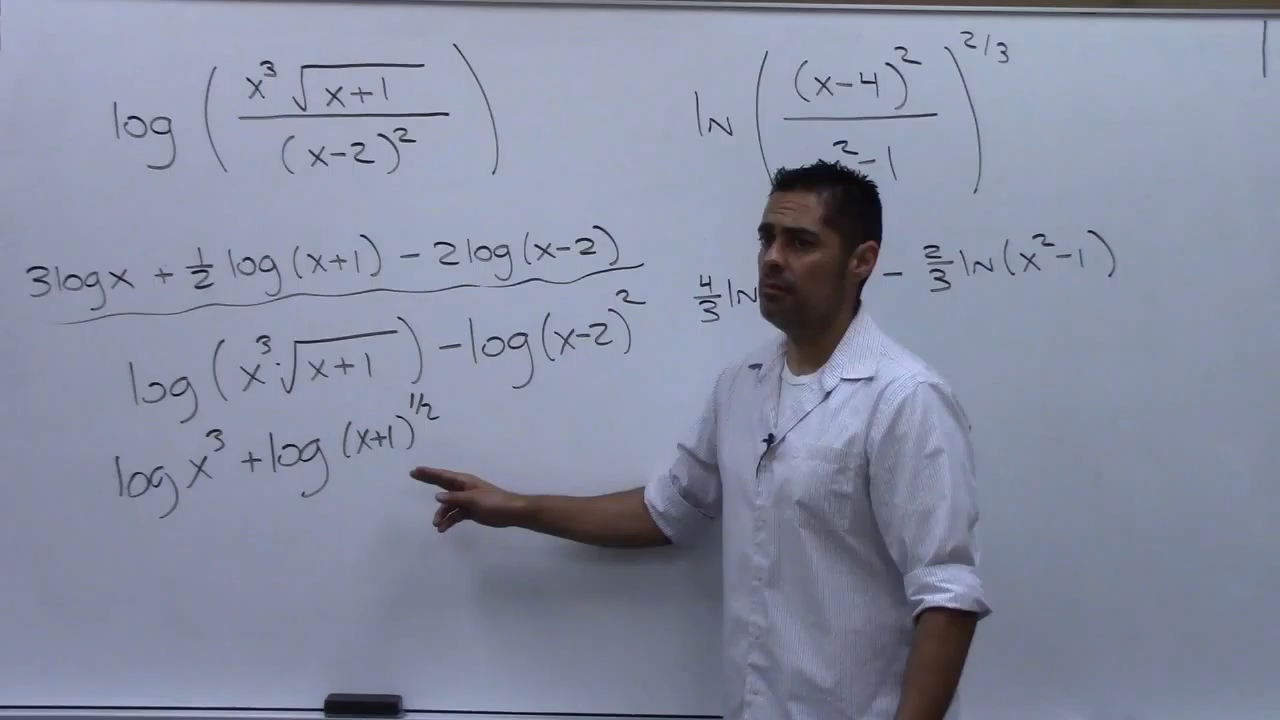 log ( x³ √(x+1) / (x-2)² )
3logx + ½ log(x+1) - 2log(x-2)
log(x³·√(x+1)) - log(x-2)²
log x³ + log (x+1)^1/2
ln ( (x-4)² / ²-1 )^2/3
4/3 ln - 2/3 ln(x²-1)